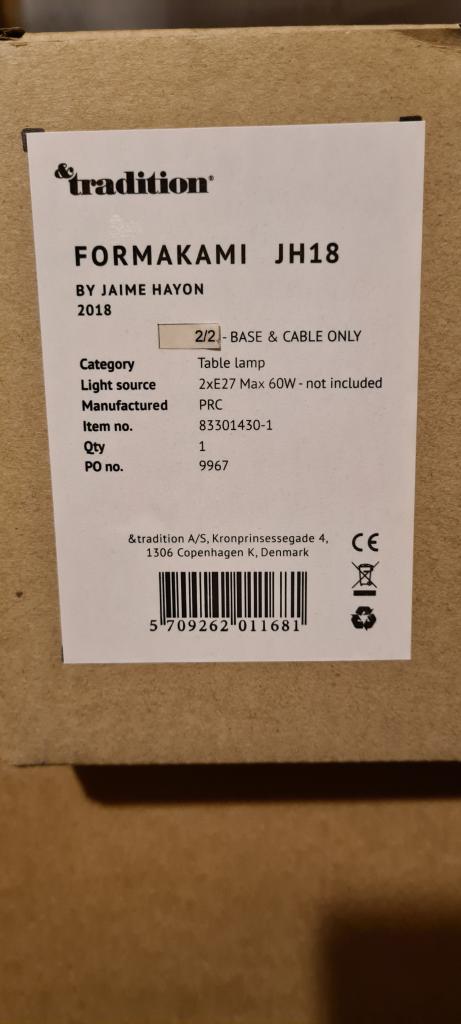 &tradition®
FORMAKAMI JH18
BY JAIME HAYON
2018
2/2 - BASE & CABLE ONLY
Category Table lamp
Light source 2xE27 Max 60W - not included
Manufactured PRC
Item no. 83301430-1
Qty 1
PO no. 9967
&tradition A/S, Kronprinsessegade 4,
1306 Copenhagen K, Denmark
CE
5 709262 011681